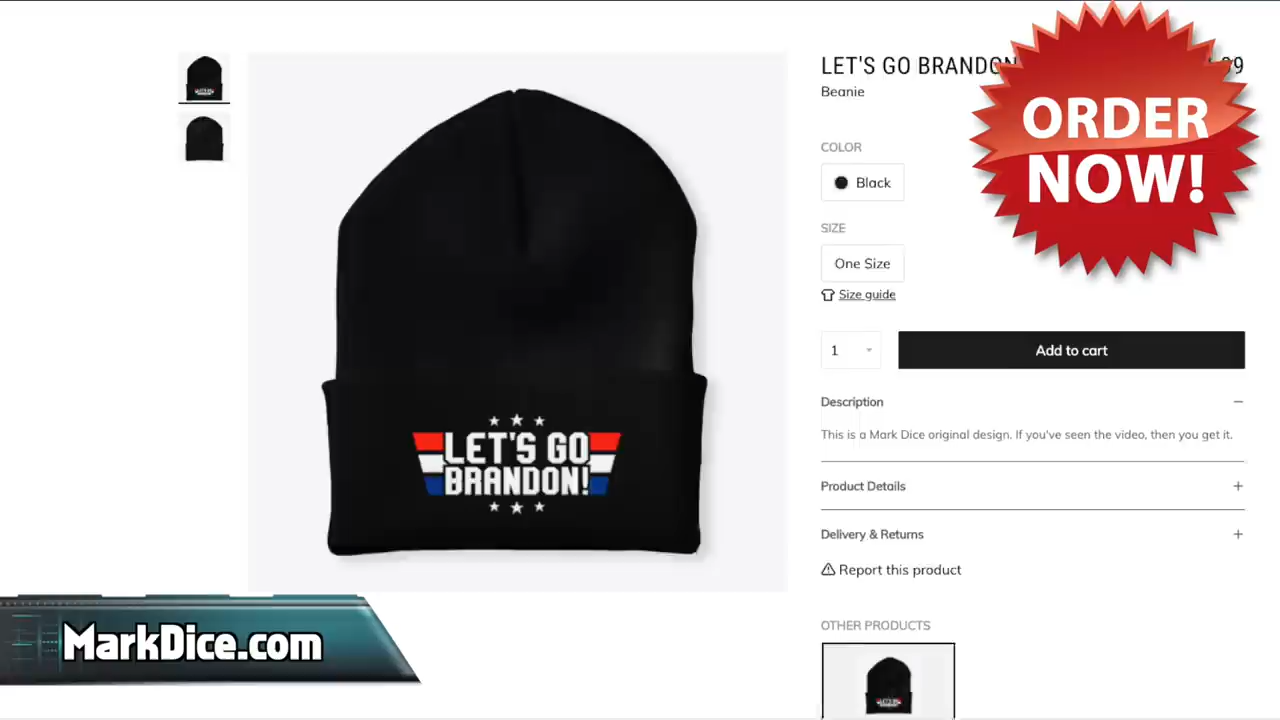 LET'S GO BRANDON
Beanie
ORDER
NOW!
COLOR
Black
SIZE
One Size
Size guide
1
Add to cart
LET'S GO
BRANDON!
Description
This is a Mark Dice original design. If you've seen the video, then you get it.
Product Details
Delivery & Returns
Report this product
OTHER PRODUCTS
MarkDice.com